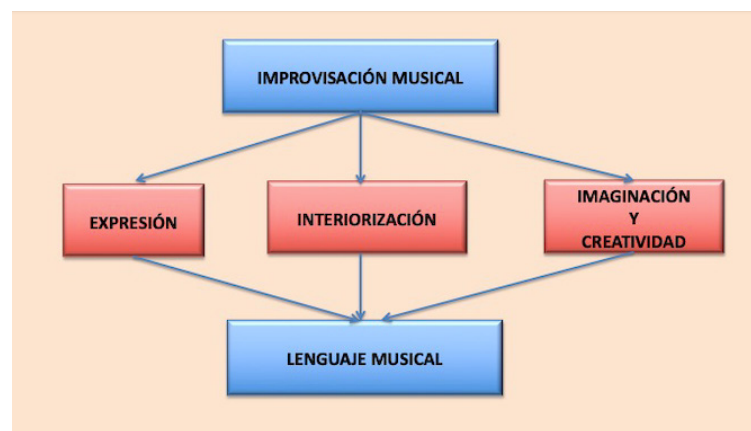 IMPROVISACIÓN MUSICAL
EXPRESIÓN
INTERIORIZACIÓN
IMAGINACIÓN
Y
CREATIVIDAD
LENGUAJE MUSICAL